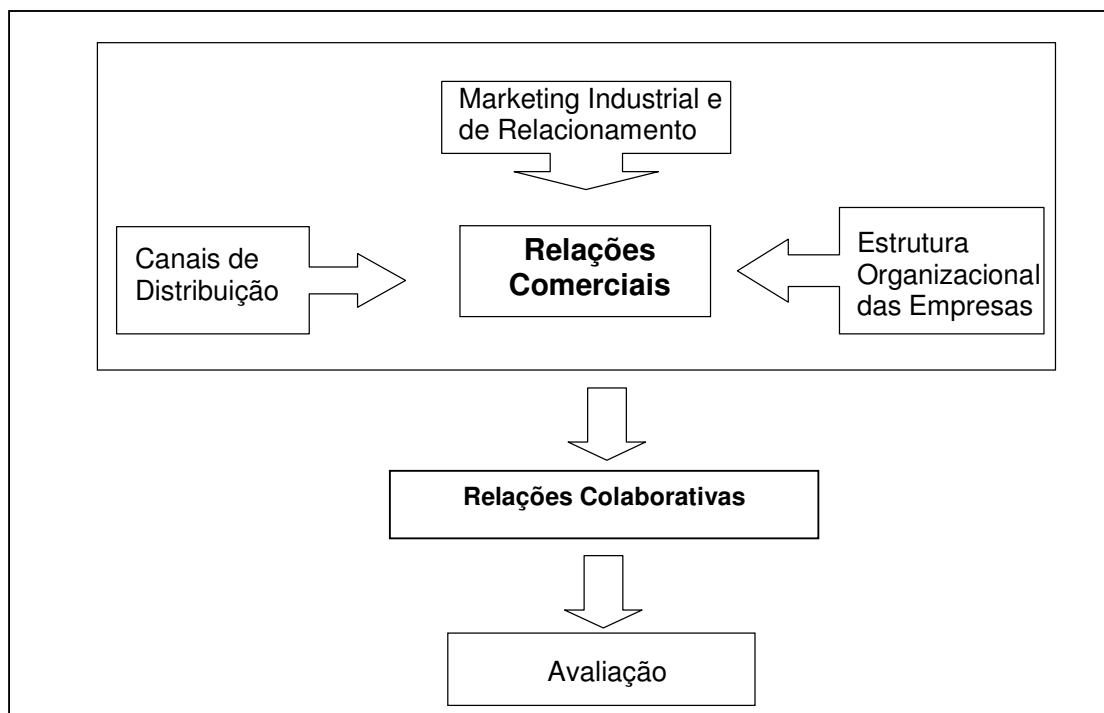 Marketing Industrial e
de Relacionamento
Canais de
Distribuição
Relações
Comerciais
Estrutura
Organizacional
das Empresas
Relações Colaborativas
Avaliação